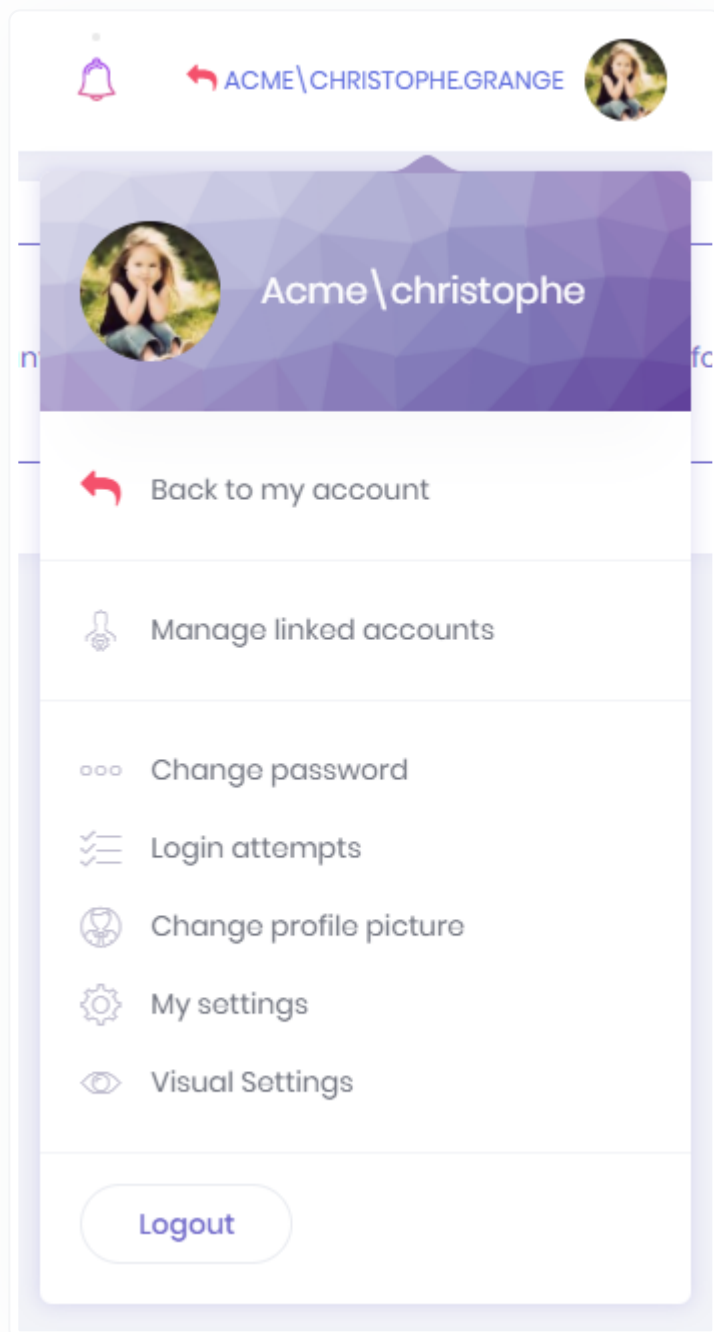 ACME\CHRISTOPHE.GRANGE
Acme\christophe
Back to my account
Manage linked accounts
Change password
Login attempts
Change profile picture
My settings
Visual Settings
Logout